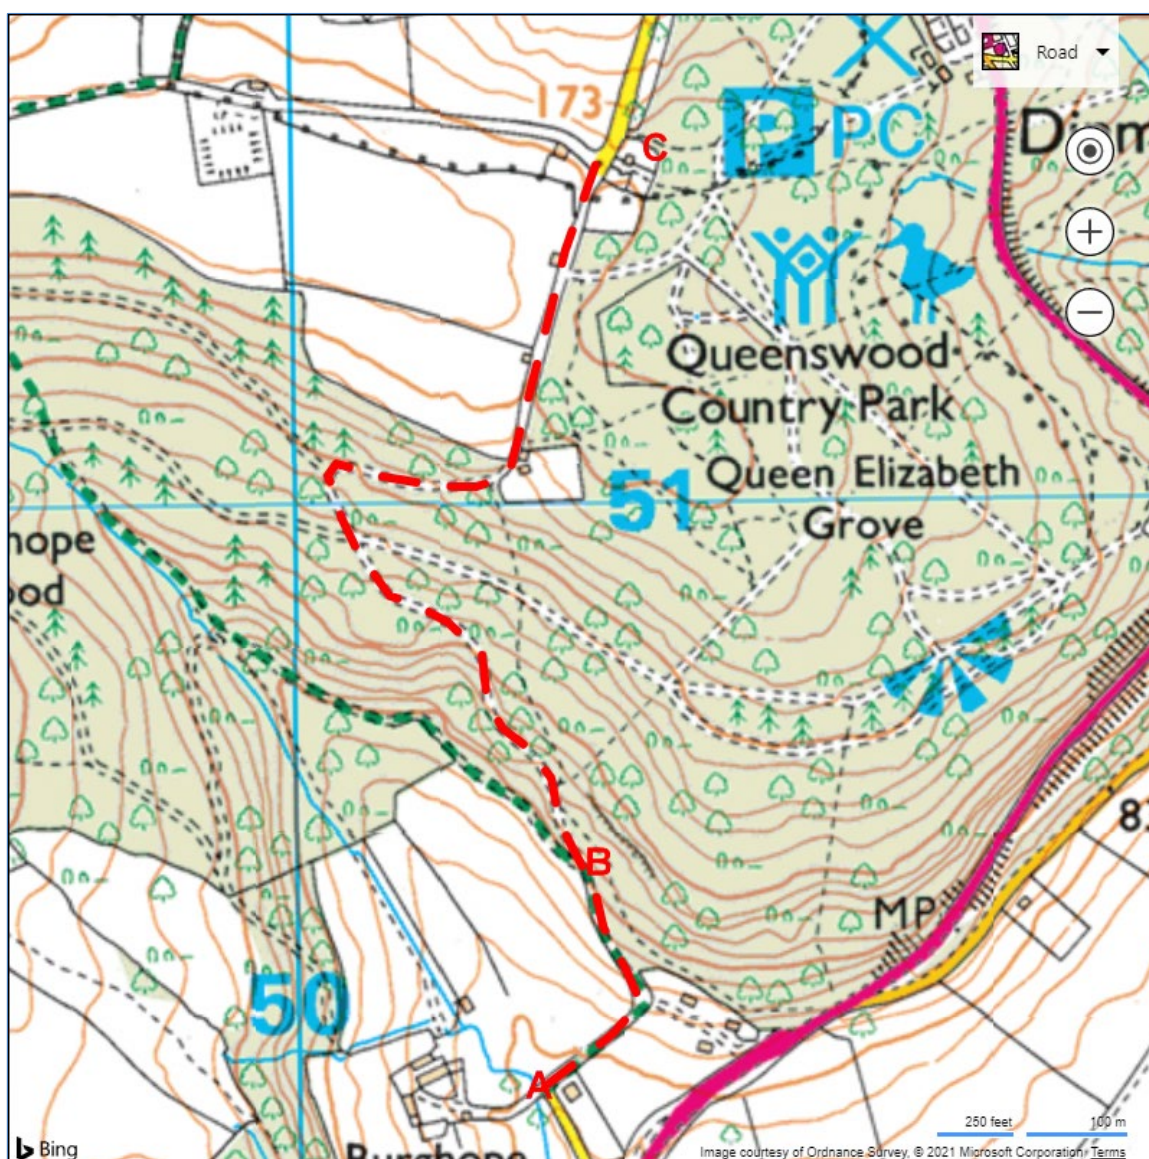 Road
173
C
P
PC
Dinm
Queenswood
Country Park
Queen Elizabeth
51
Grove
hope
ood
B
8
MP
50
A
250 feet
100 m
Bing
Burghope
Image courtesy of Ordnance Survey, © 2021 Microsoft Corporation Terms